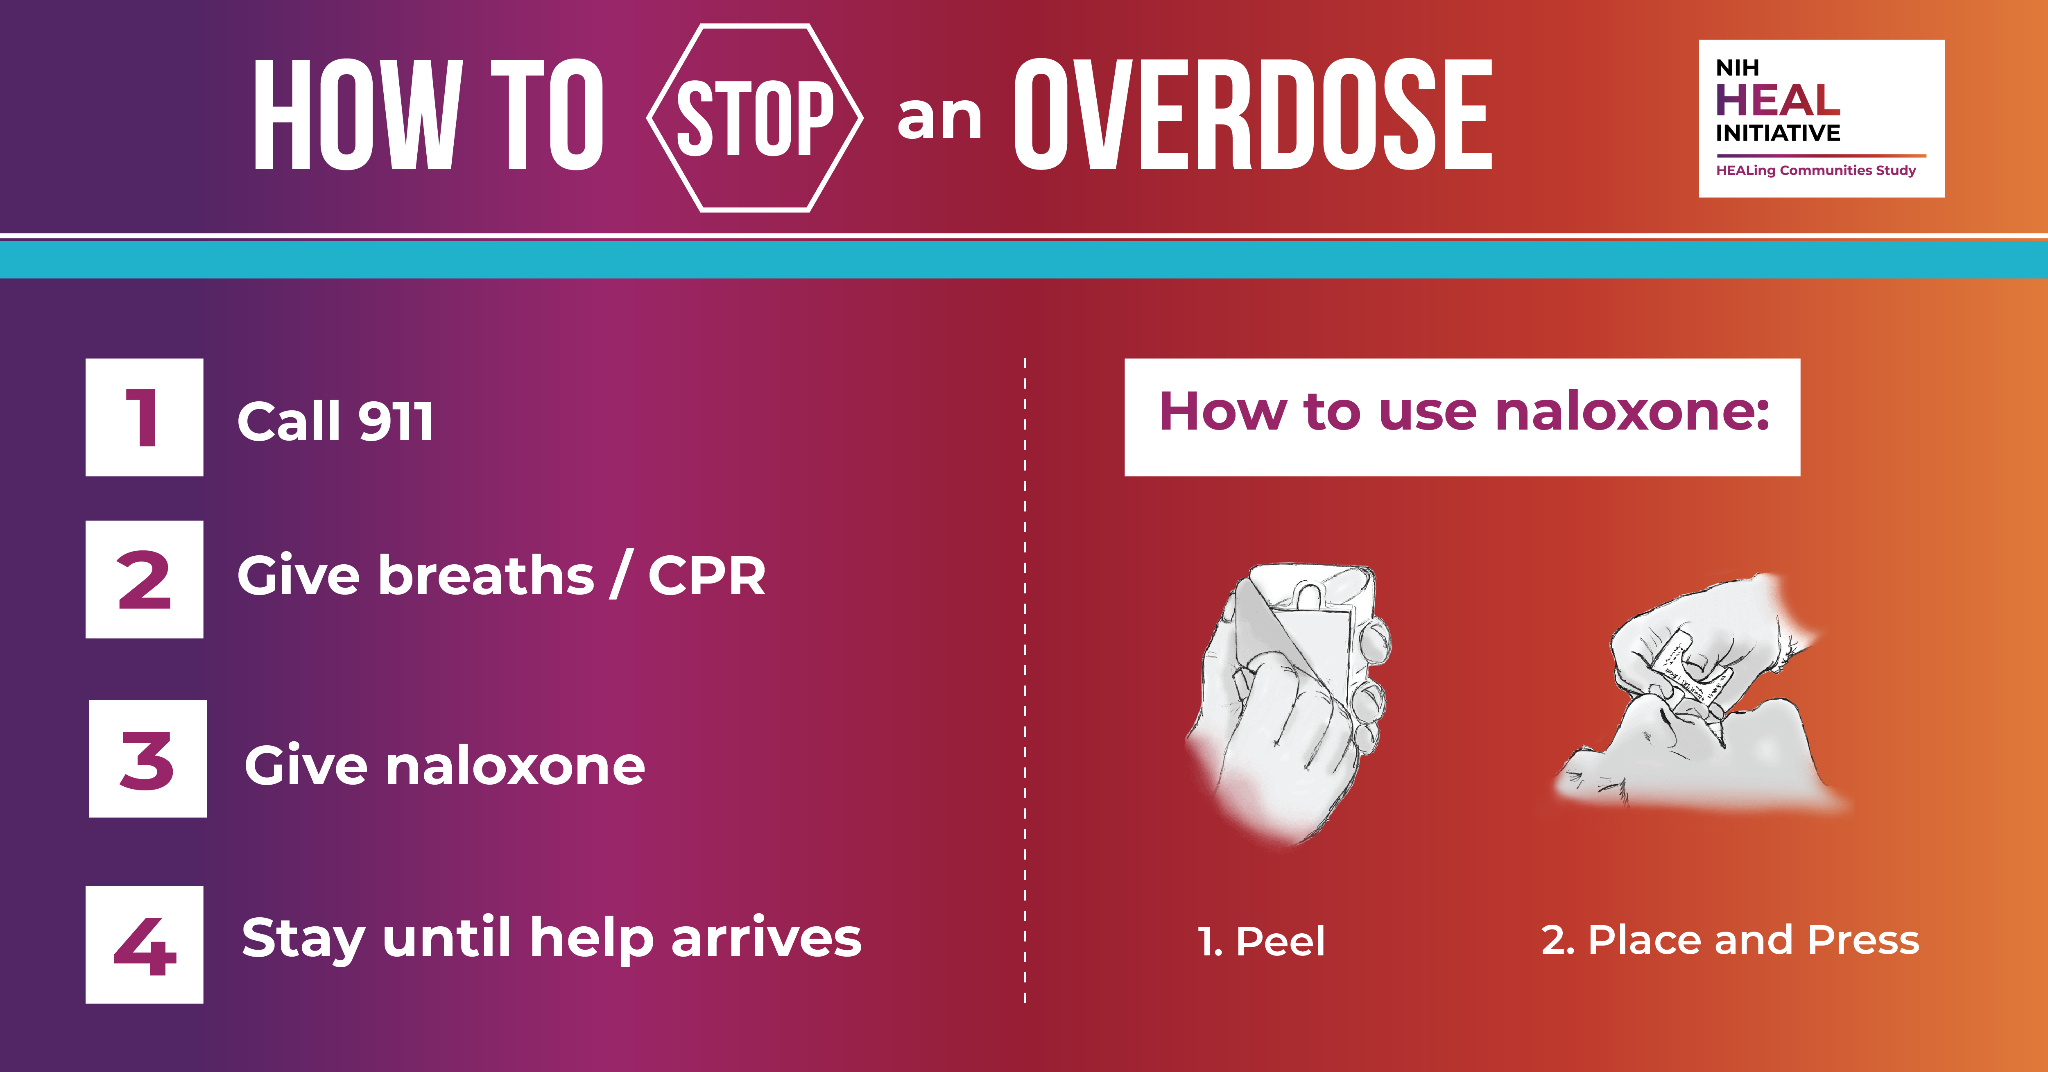 HOW TO STOP an OVERDOSE
NIH
HEAL
INITIATIVE
HEALing Communities Study
1 Call 911
2 Give breaths / CPR
3 Give naloxone
4 Stay until help arrives
How to use naloxone:
1. Peel
2. Place and Press